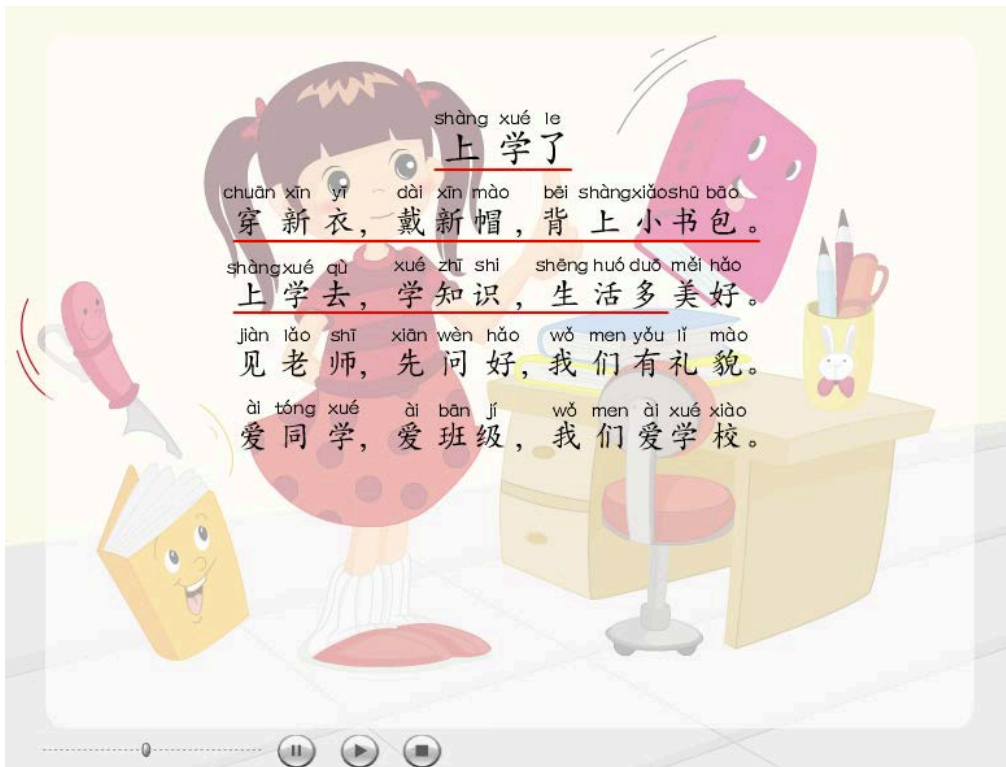 shàng xué le
上学了
chuān xīn yī dài xīn mào bēi shàng xiǎo shū bāo
穿新衣，戴新帽，背上小书包。
shàng xué qù xué zhī shi shēng huó duō měi hǎo
上学去，学知识，生活多美好。
jiàn lǎo shī xiān wèn hǎo wǒ men yǒu lǐ mào
见老师，先问好，我们有礼貌。
ài tóng xué ài bān jí wǒ men ài xué xiào
爱同学，爱班级，我们爱学校。